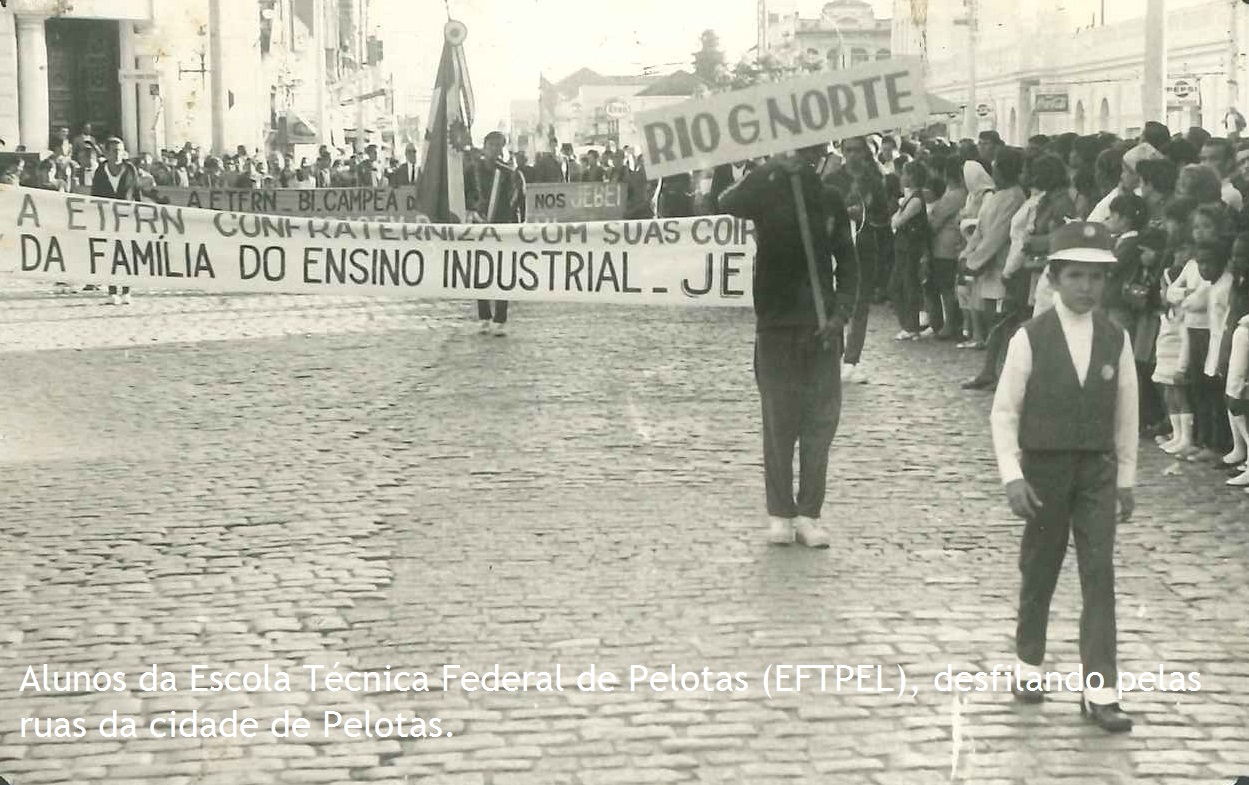 RIO G NORTE
A ETFRN - BI. CAMPEÃ NOS JEBEI
A ETFRN CONFRATERNIZA COM SUAS COIR
DA FAMÍLIA DO ENSINO INDUSTRIAL - JE
PEPSI
Alunos da Escola Técnica Federal de Pelotas (EFTPEL), desfilando pelas
ruas da cidade de Pelotas.